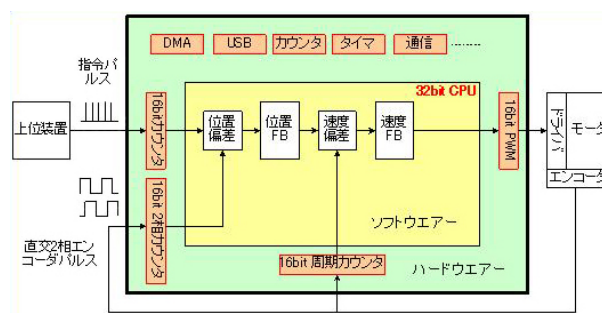 DMA USB カウンタ タイマ 通信 ………
指令パ
ルス
32bit CPU
上位装置
16bitカウンタ
位置
偏差
位置
FB
速度
偏差
速度
FB
16bit PWM
ドライバ
モータ
エンコーダ
16bit 2相カウンタ
ソフトウエアー
直交2相エン
コーダパルス
16bit 周期カウンタ
ハードウエアー